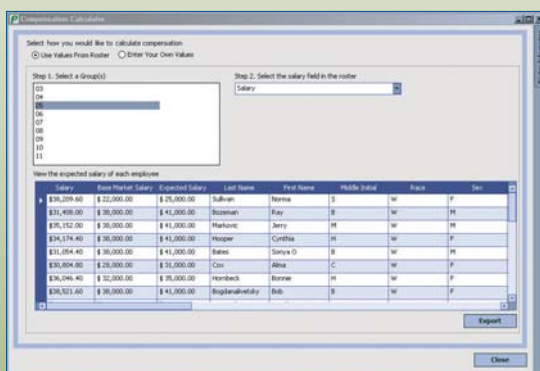 Compensation Calculator
Select how you would like to calculate compensation
Use Values From Roster Enter Your Own Values
Step 1. Select a Group(s) Step 2. Select the salary field in the roster
03 Salary
04
05
06
07
08
09
10
11
View the expected salary of each employee
Salary Base Market Salary Expected Salary Last Name First Name Middle Initial Race Sex
$38,209.60 $ 22,000.00 $ 25,000.00 Sullivan Norma S W F
$31,408.00 $ 38,000.00 $ 41,000.00 Bozeman Ray B W M
$35,152.00 $ 38,000.00 $ 41,000.00 Markovic Jerry M W M
$34,174.40 $ 38,000.00 $ 41,000.00 Hooper Cynthia H W F
$31,054.40 $ 38,000.00 $ 41,000.00 Bates Sonya O B W M
$30,804.80 $ 28,000.00 $ 31,000.00 Cox Alma C W F
$36,046.40 $ 32,000.00 $ 35,000.00 Hornbeck Bonnie H W F
$38,521.60 $ 38,000.00 $ 41,000.00 Bogdanalivetsky Bob B W F
Export
Close